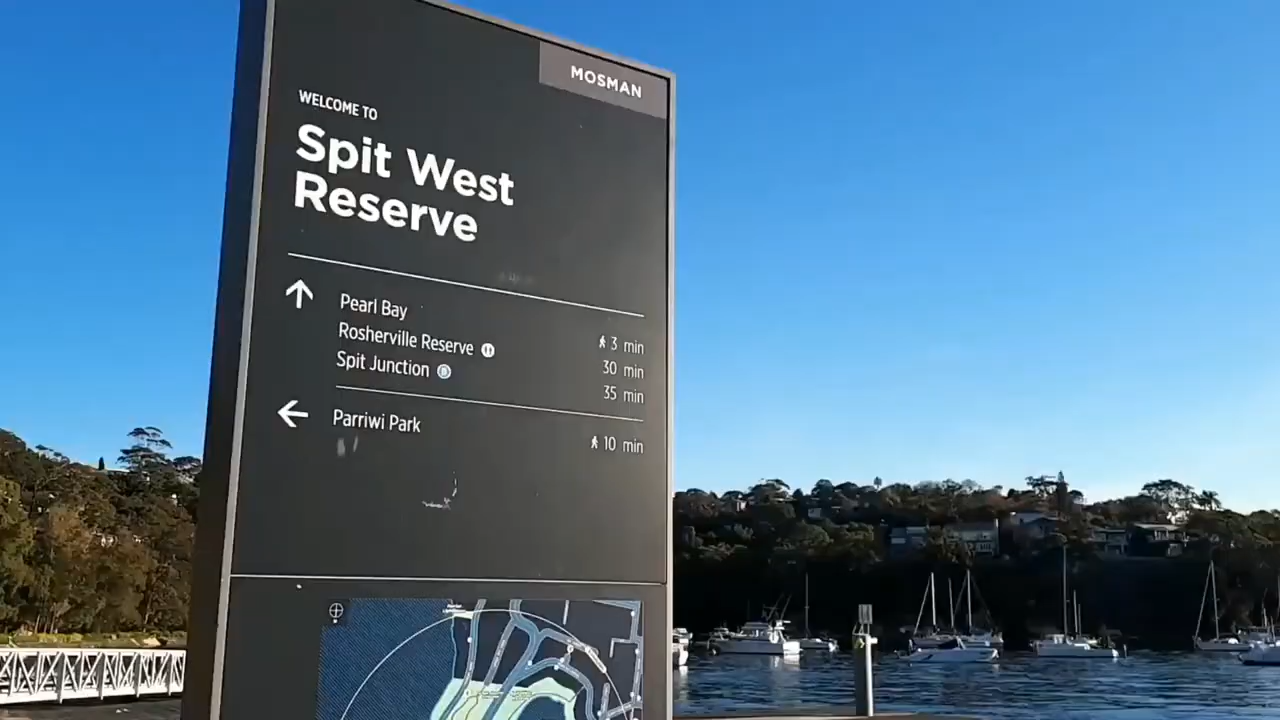 MOSMAN
WELCOME TO
Spit West
Reserve
Pearl Bay 3 min
Rosherville Reserve 30 min
Spit Junction 35 min
Parriwi Park 10 min